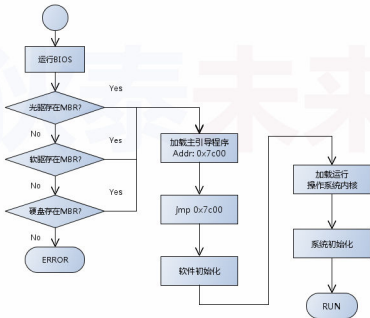 运行BIOS
光驱存在MBR?
Yes
No
软驱存在MBR?
Yes
No
硬盘存在MBR?
Yes
No
ERROR
加载主引导程序
Addr: 0x7c00
Jmp 0x7c00
软件初始化
加载运行
操作系统内核
系统初始化
RUN
未来